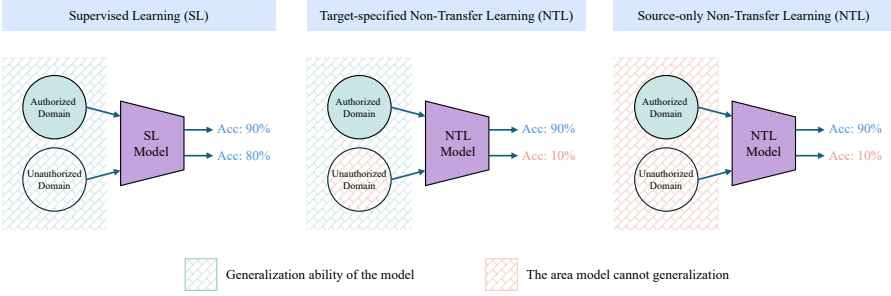 Supervised Learning (SL)
Target-specified Non-Transfer Learning (NTL)
Source-only Non-Transfer Learning (NTL)
Authorized
Domain
Unauthorized
Domain
SL
Model
Acc: 90%
Acc: 80%
Authorized
Domain
Unauthorized
Domain
NTL
Model
Acc: 90%
Acc: 10%
Authorized
Domain
Unauthorized
Domain
NTL
Model
Acc: 90%
Acc: 10%
Generalization ability of the model
The area model cannot generalization